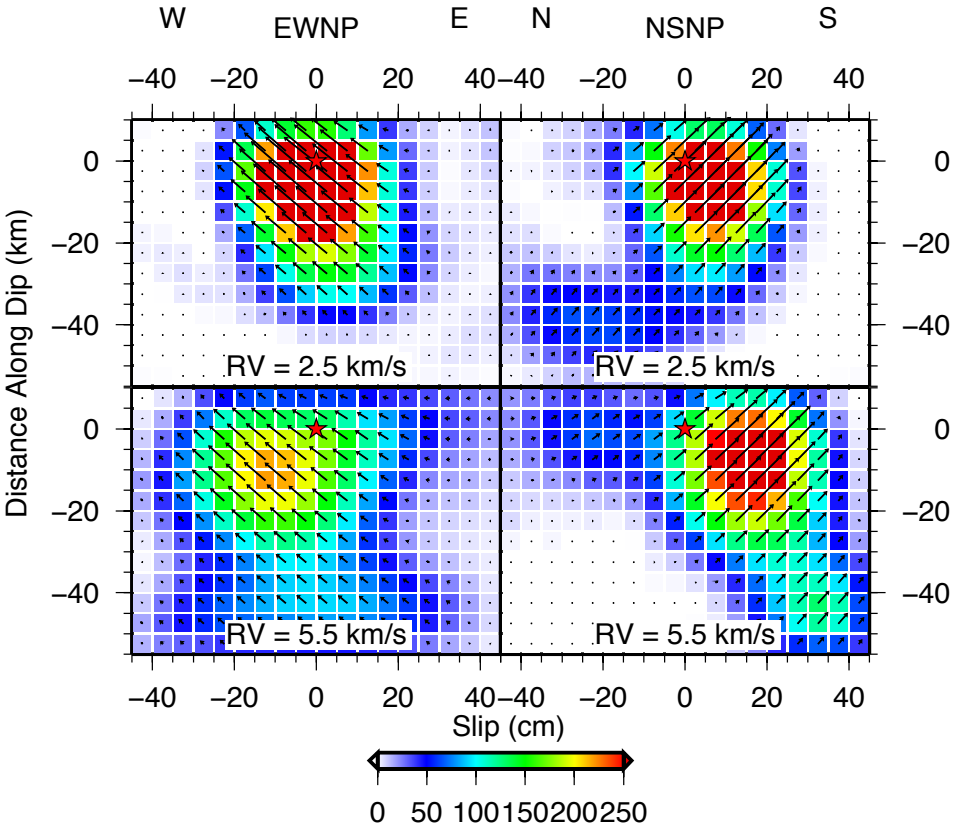 W EWNP E N NSNP S
−40 −20 0 20 40 −40 −20 0 20 40
0 0
−20 −20
−40 −40
RV = 2.5 km/s RV = 2.5 km/s
Distance Along Dip (km)
0 0
−20 −20
−40 −40
RV = 5.5 km/s RV = 5.5 km/s
−40 −20 0 20 40 −40 −20 0 20 40
Slip (cm)
0 50 100 150 200 250